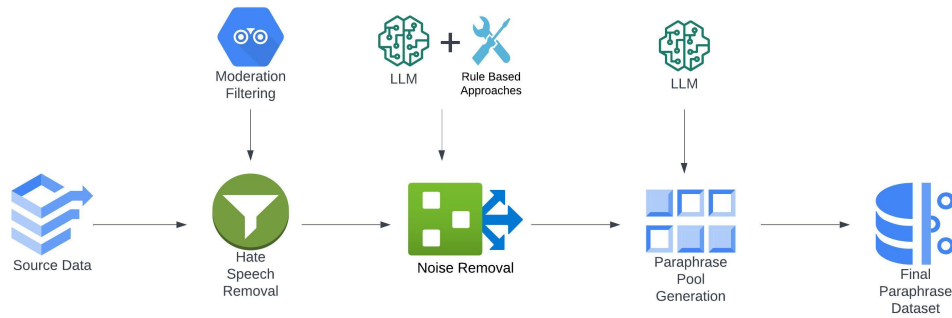 Moderation
Filtering
LLM
+
Rule Based
Approaches
LLM
Source Data
Hate
Speech
Removal
Noise Removal
Paraphrase
Pool
Generation
Final
Paraphrase
Dataset